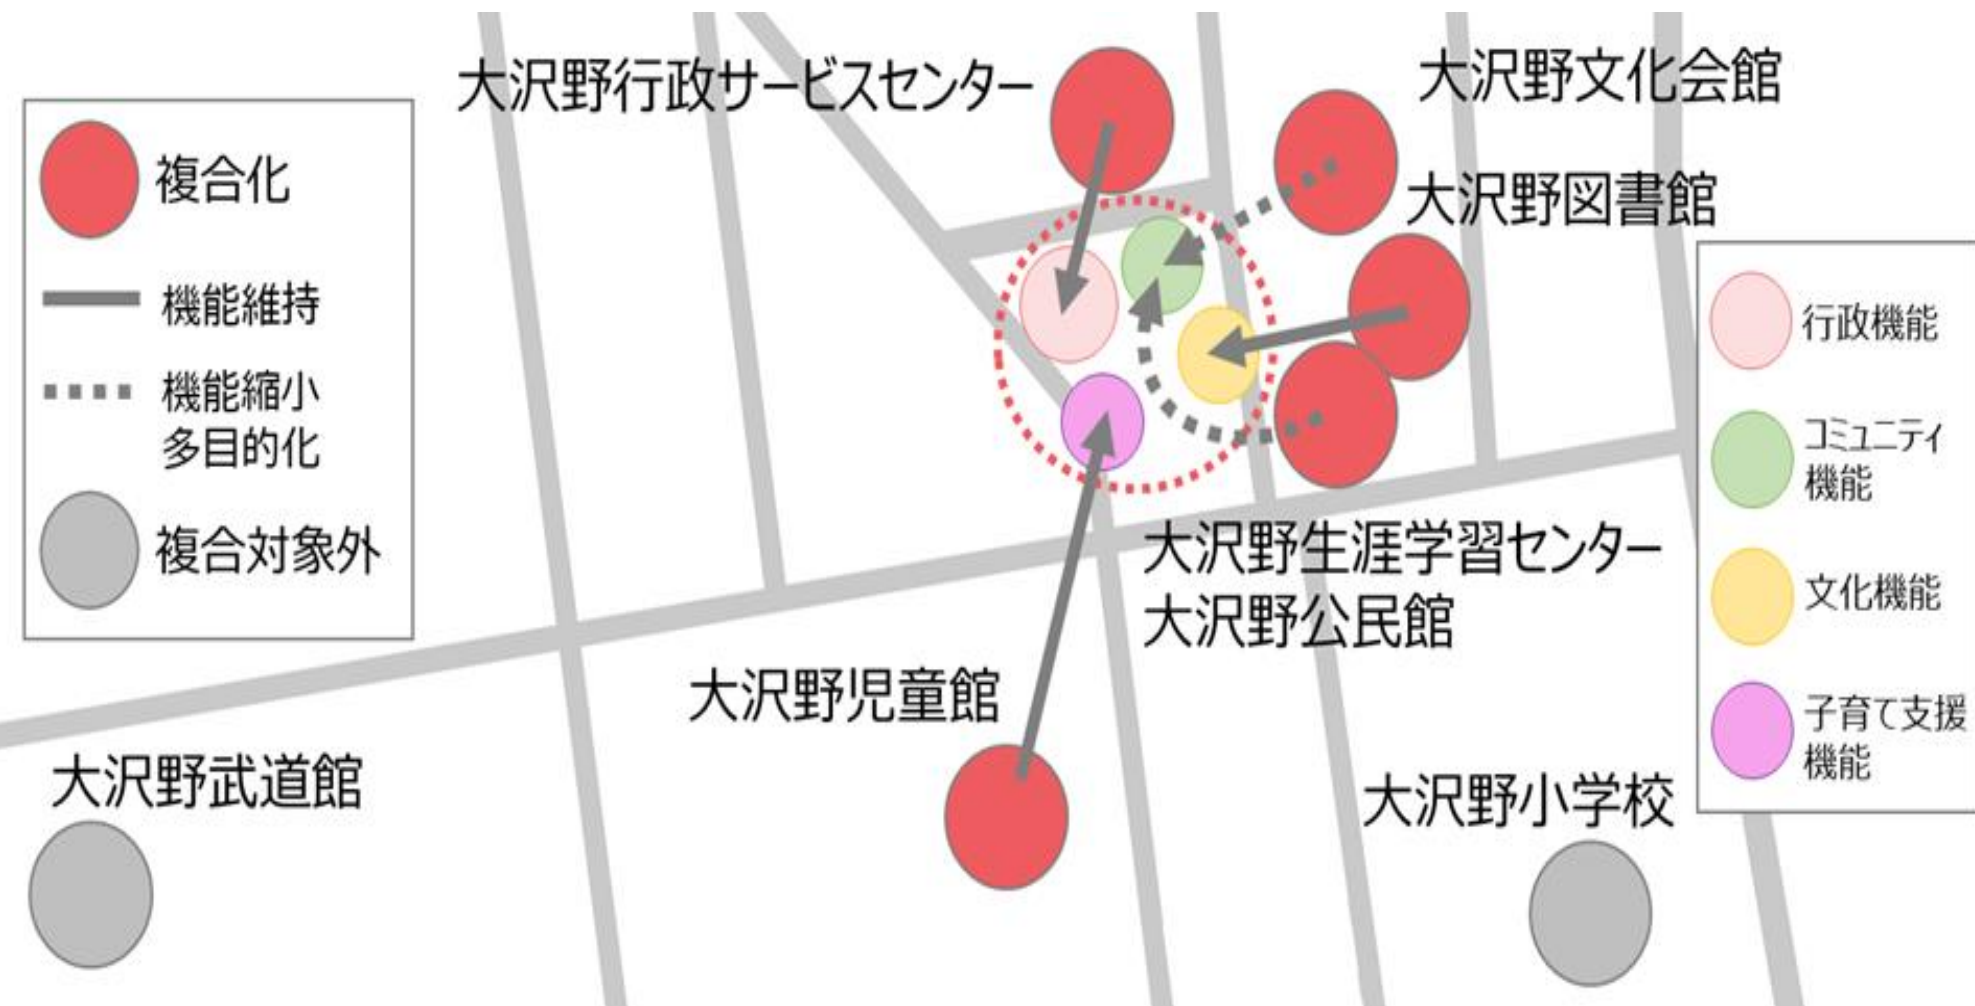 大沢野行政サービスセンター
大沢野文化会館
大沢野図書館
複合化
機能維持
機能縮小
多目的化
複合対象外
行政機能
コミュニティ
機能
文化機能
子育て支援
機能
大沢野生涯学習センター
大沢野公民館
大沢野児童館
大沢野武道館
大沢野小学校